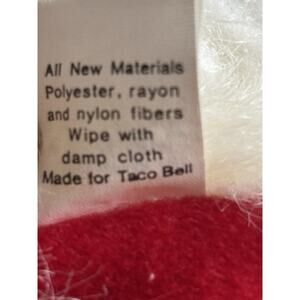 All New Materials
Polyester, rayon
and nylon fibers
Wipe with
damp cloth
Made for Taco Bell